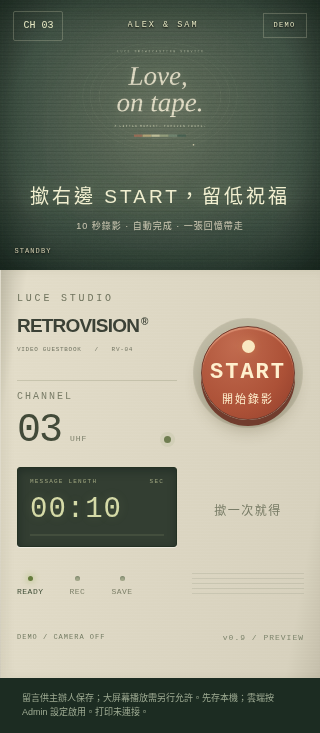 CH 03
ALEX & SAM
DEMO
Love,
on tape.
撳右邊 START，留低祝福
10 秒錄影 · 自動完成 · 一張回憶帶走
STANDBY
LUCE STUDIO
RETROVISION®
VIDEO GUESTBOOK / RV-94
START
開始錄影
CHANNEL
03 UHF
MESSAGE LENGTH SEC
00:10
撳一次就得
READY REC SAVE
DEMO / CAMERA OFF
v0.9 / PREVIEW
留言供主辦人保存；大屏幕播放需另行允許。先存本機；雲端按
Admin 設定啟用。打印未連接。